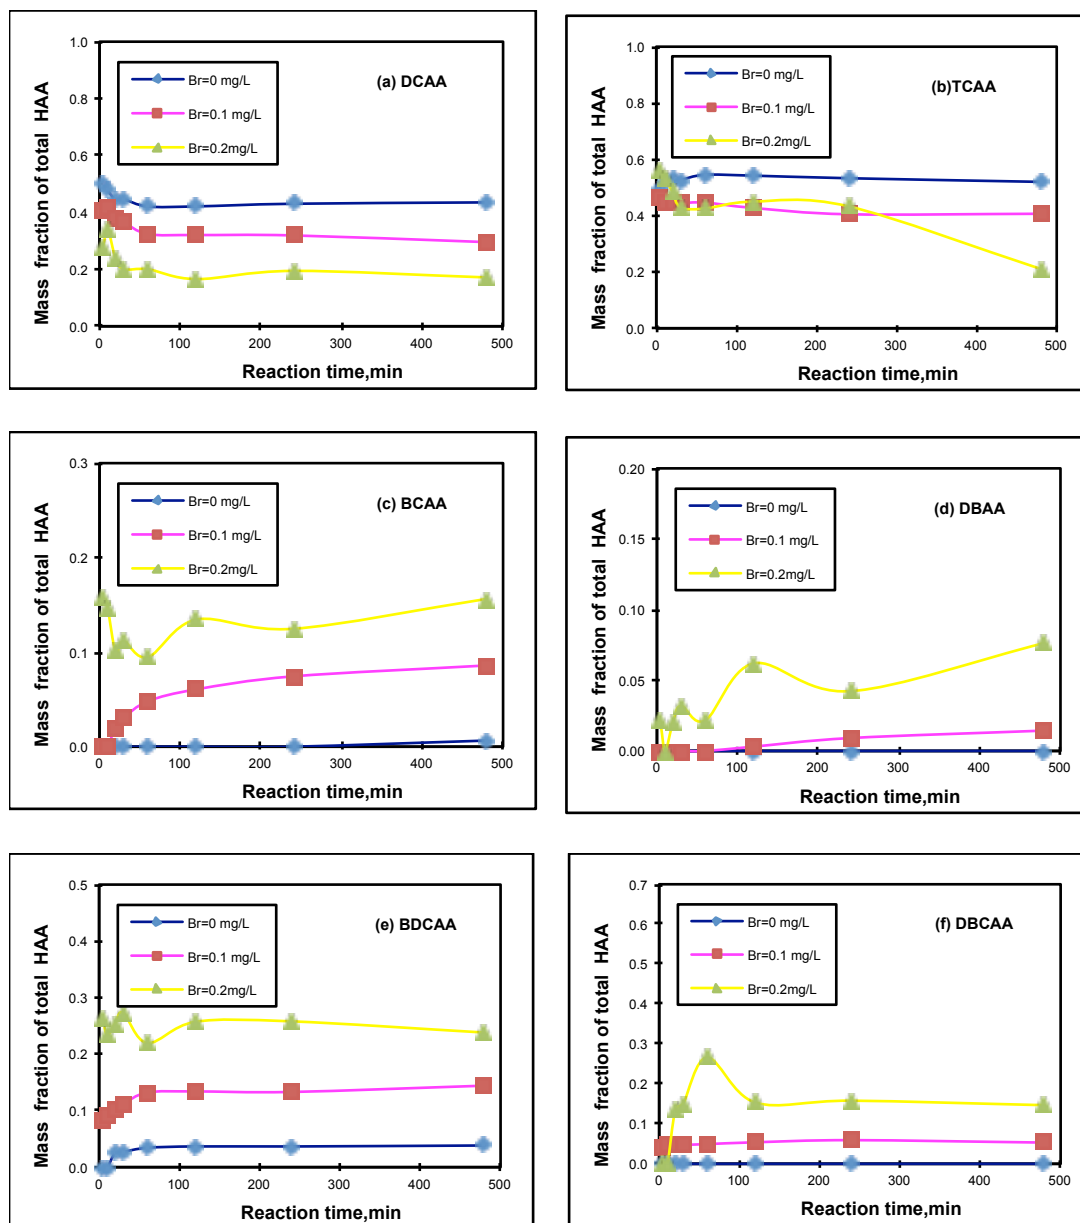 (a) DCAA
Br=0 mg/L
Br=0.1 mg/L
Br=0.2mg/L
Mass fraction of total HAA
1.0
0.8
0.6
0.4
0.2
0.0
0 100 200 300 400 500
Reaction time,min
(b)TCAA
Br=0 mg/L
Br=0.1 mg/L
Br=0.2mg/L
Mass fraction of total HAA
1.0
0.8
0.6
0.4
0.2
0.0
0 100 200 300 400 500
Reaction time,min
(c) BCAA
Br=0 mg/L
Br=0.1 mg/L
Br=0.2mg/L
Mass fraction of total HAA
0.3
0.2
0.1
0.0
0 100 200 300 400 500
Reaction time,min
(d) DBAA
Br=0 mg/L
Br=0.1 mg/L
Br=0.2mg/L
Mass fraction of total HAA
0.20
0.15
0.10
0.05
0.00
0 100 200 300 400 500
Reaction time,min
(e) BDCAA
Br=0 mg/L
Br=0.1 mg/L
Br=0.2mg/L
Mass fraction of total HAA
0.5
0.4
0.3
0.2
0.1
0.0
0 100 200 300 400 500
Reaction time,min
(f) DBCAA
Br=0 mg/L
Br=0.1 mg/L
Br=0.2mg/L
Mass fraction of total HAA
0.7
0.6
0.5
0.4
0.3
0.2
0.1
0.0
0 100 200 300 400 500
Reaction time,min